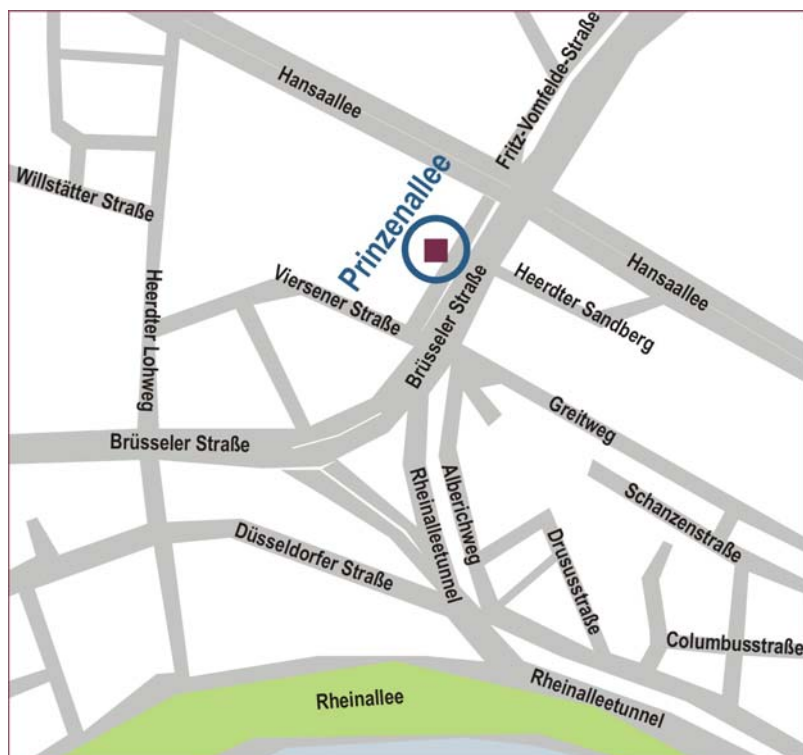 Hansaallee
Fritz-Vomfelde-Straße
Willstätter Straße
Prinzenallee
Hansaallee
Viersener Straße
Heerdter Sandberg
Heerdter Lohweg
Brüsseler Straße
Greitweg
Brüsseler Straße
Rheinalleetunnel
Alberichweg
Schanzenstraße
Düsseldorfer Straße
Drususstraße
Columbusstraße
Rheinallee
Rheinalleetunnel